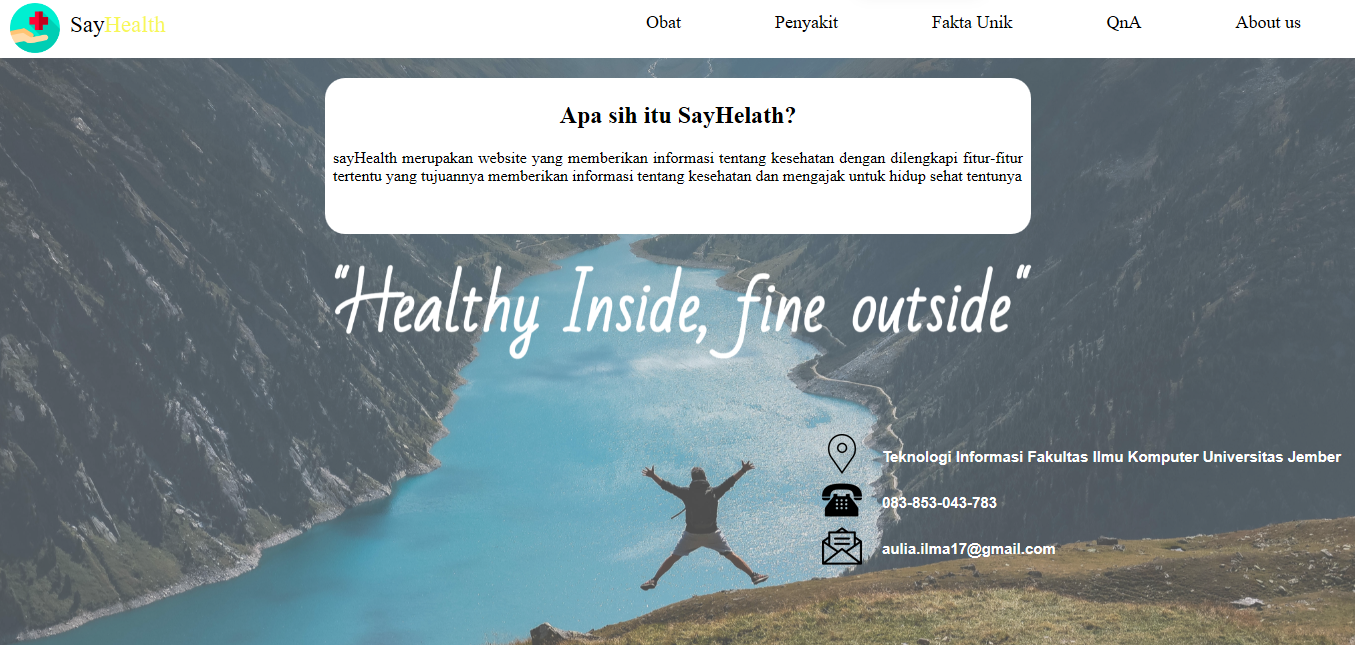 SayHealth
Obat Penyakit Fakta Unik QnA About us
Apa sih itu SayHelath?
sayHealth merupakan website yang memberikan informasi tentang kesehatan dengan dilengkapi fitur-fitur
tertentu yang tujuannya memberikan informasi tentang kesehatan dan mengajak untuk hidup sehat tentunya
"Healthy Inside, fine outside"
Teknologi Informasi Fakultas Ilmu Komputer Universitas Jember
083-853-043-783
aulia.ilma17@gmail.com